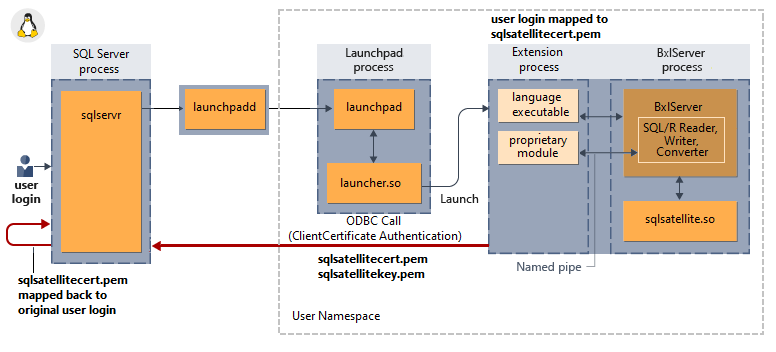 user login mapped to
sqlsatellitecert.pem
SQL Server
process
Launchpad
process
Extension
process
BxlServer
process
sqlservr
launchpadd
launchpad
language
executable
BxlServer
SQL/R Reader,
Writer,
Converter
proprietary
module
user
login
launcher.so
Launch
sqlsatellite.so
ODBC Call
(ClientCertificate Authentication)
sqlsatellitecert.pem
sqlsatellitekey.pem
Named pipe
sqlsatellitecert.pem
mapped back to
original user login
User Namespace